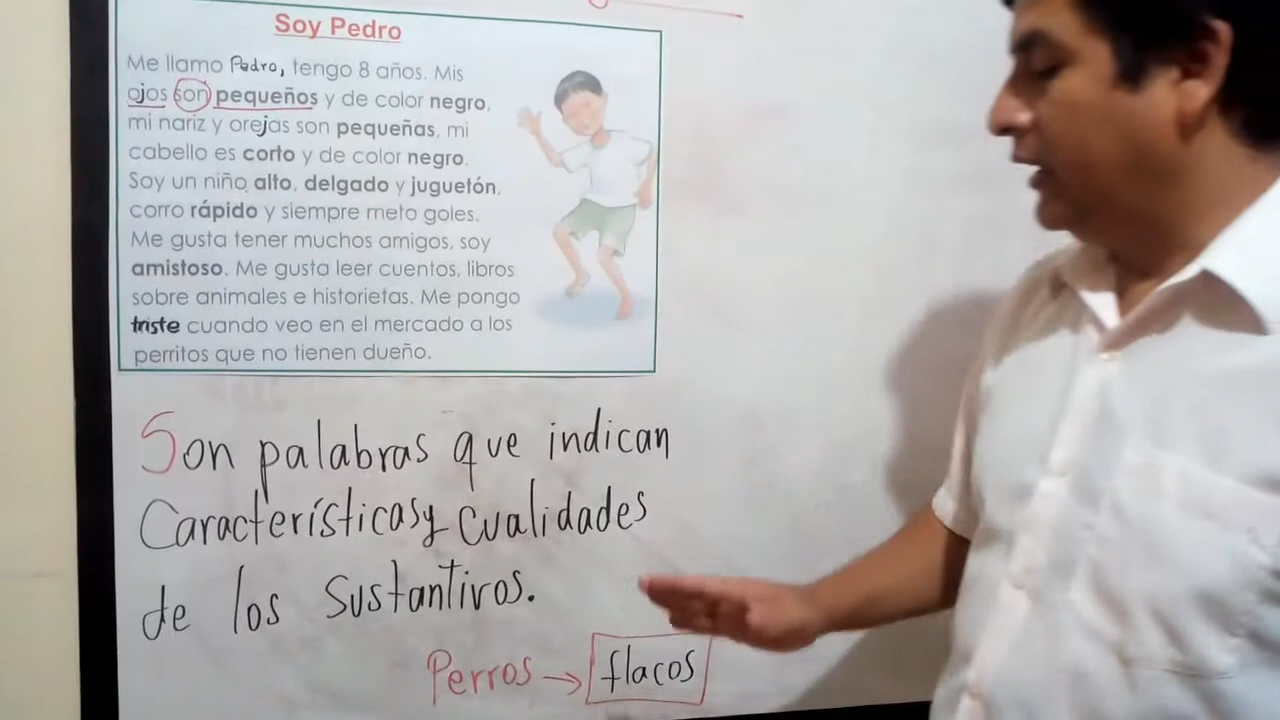 Soy Pedro
Me llamo Pedro, tengo 8 años. Mis
ojos son pequeños y de color negro,
mi nariz y orejas son pequeñas, mi
cabello es corto y de color negro.
Soy un niño alto, delgado y juguetón,
corro rápido y siempre meto goles.
Me gusta tener muchos amigos, soy
amistoso. Me gusta leer cuentos, libros
sobre animales e historietas. Me pongo
triste cuando veo en el mercado a los
perritos que no tienen dueño.
Son palabras que indican
Características y cualidades
de los Sustantivos.
Perros → flacos